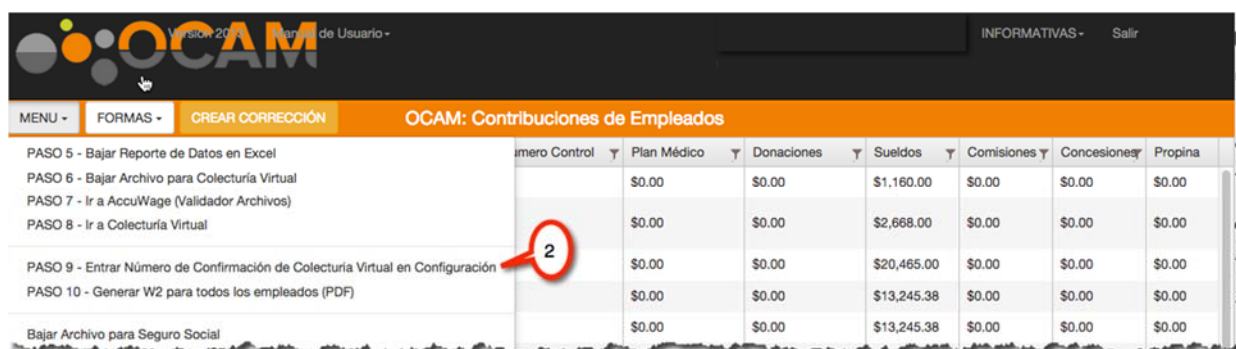 OCAM
Versión 2015 Manual de Usuario
INFORMATIVAS Salir
MENU FORMAS CREAR CORRECCIÓN OCAM: Contribuciones de Empleados
Control Plan Médico Donaciones Sueldos Comisiones Concesiones Propina
PASO 5 - Bajar Reporte de Datos en Excel
PASO 6 - Bajar Archivo para Colecturía Virtual $0.00 $0.00 $1,160.00 $0.00 $0.00 $0.00
PASO 7 - Ir a AccuWage (Validador Archivos)
PASO 8 - Ir a Colecturía Virtual $0.00 $0.00 $2,668.00 $0.00 $0.00 $0.00
2
PASO 9 - Entrar Número de Confirmación de Colecturia Virtual en Configuración $0.00 $0.00 $20,465.00 $0.00 $0.00 $0.00
PASO 10 - Generar W2 para todos los empleados (PDF) $0.00 $0.00 $13,245.38 $0.00 $0.00 $0.00
Bajar Archivo para Seguro Social $0.00 $0.00 $13,245.38 $0.00 $0.00 $0.00